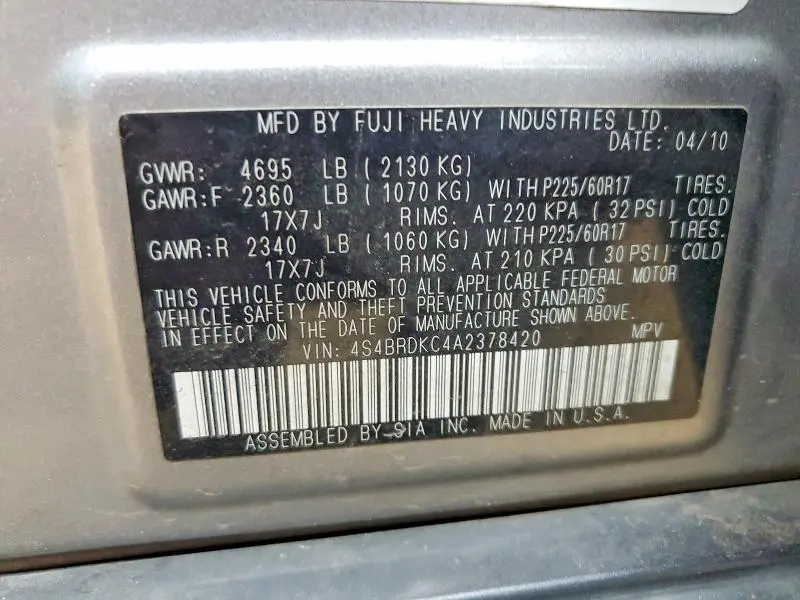 MFD BY FUJI HEAVY INDUSTRIES LTD.
DATE: 04/10
GVWR: 4695 LB ( 2130 KG)
GAWR:F 2360 LB ( 1070 KG) WITH P225/60R17 TIRES.
17X7J RIMS. AT 220 KPA ( 32 PSI) COLD
GAWR:R 2340 LB ( 1060 KG) WITH P225/60R17 TIRES.
17X7J RIMS. AT 210 KPA ( 30 PSI) COLD
THIS VEHICLE CONFORMS TO ALL APPLICABLE FEDERAL MOTOR
VEHICLE SAFETY AND THEFT PREVENTION STANDARDS
IN EFFECT ON THE DATE OF MANUFACTURE SHOWN ABOVE.
VIN: 4S4BRDKC4A2378420 MPV
ASSEMBLED BY SIA INC. MADE IN U.S.A.